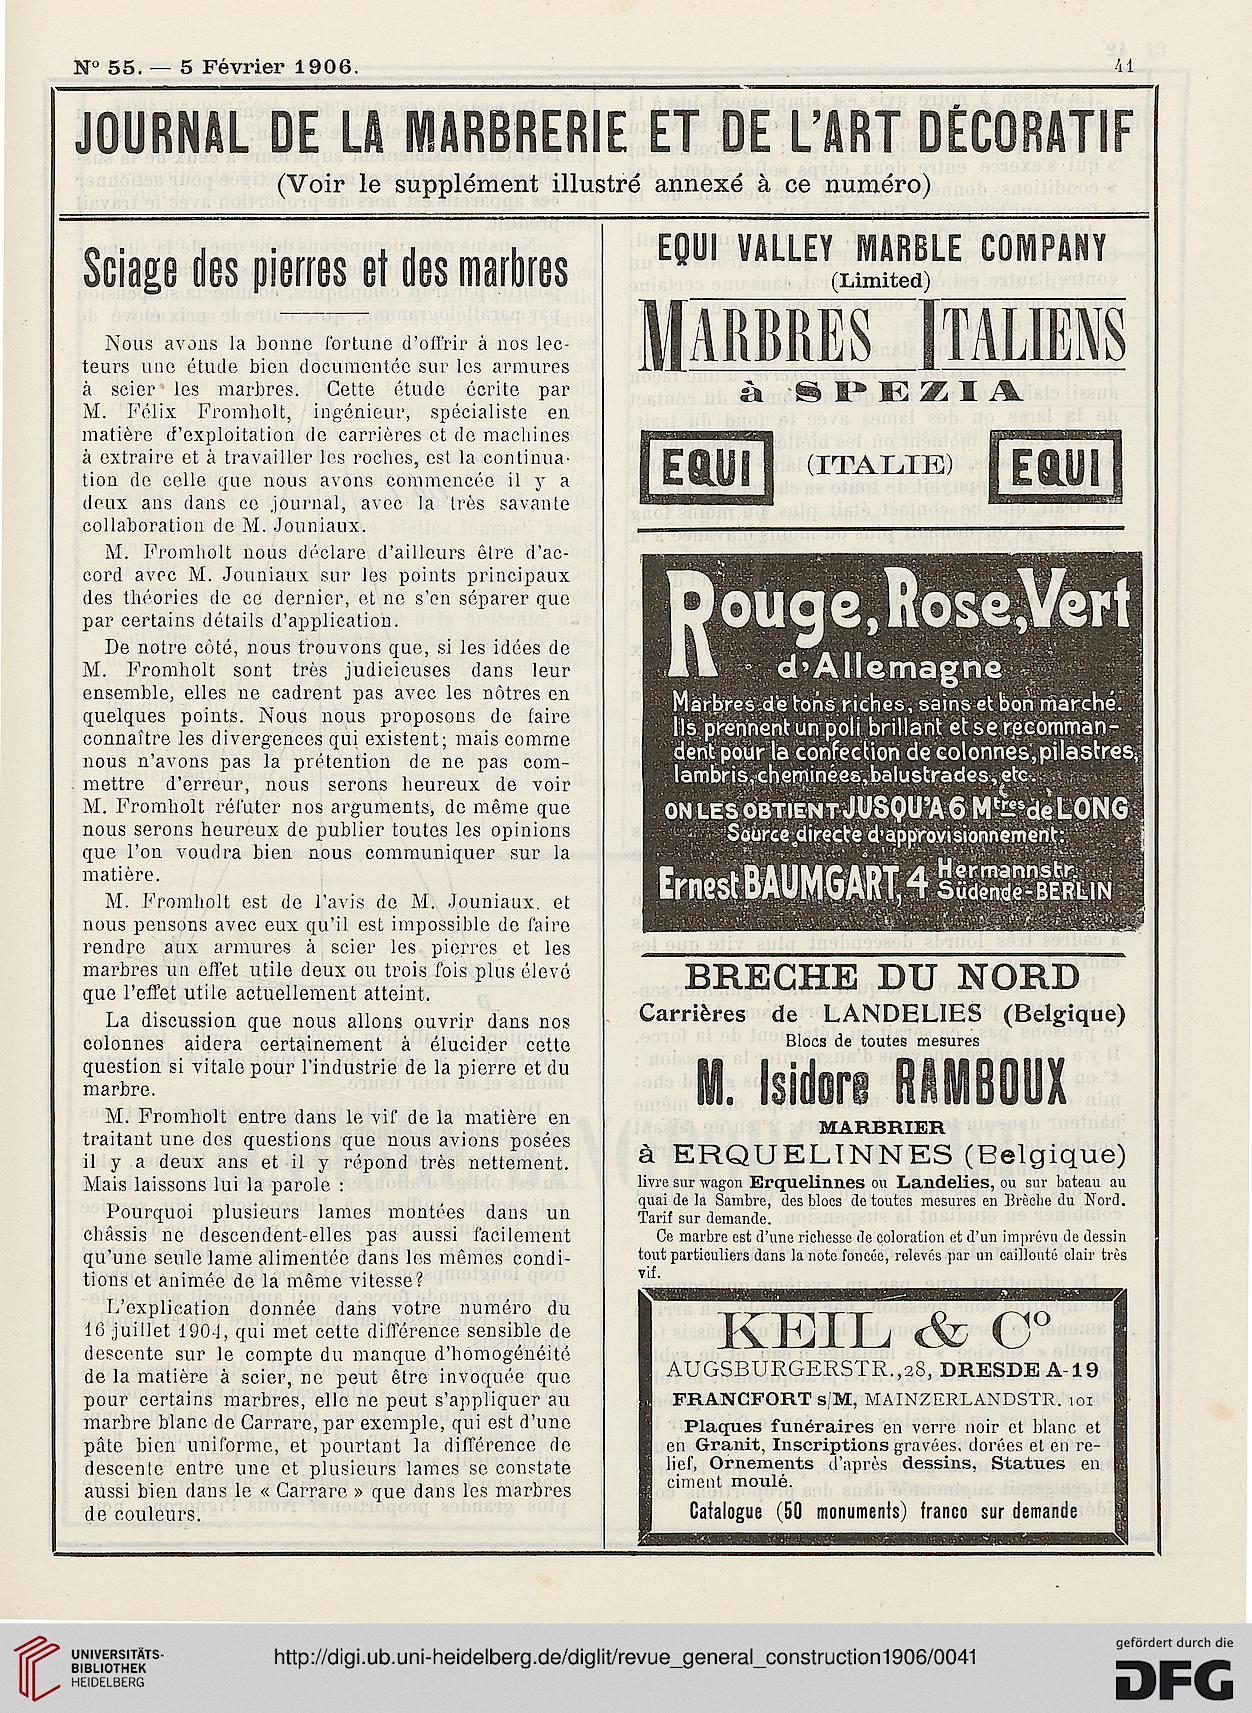 N° 55. — 5 Février 1906.
41
JOURNAL DE LA MARBRERIE ET DE L'ART DÉCORATIF
(Voir le supplément illustré annexé à ce numéro)
Sciage des pierres et des marbres
Nous avons la bonne fortune d'offrir à nos lec-
teurs une étude bien documentée sur les armures
à scier les marbres. Cette étude écrite par
M. Félix Fromholt, ingénieur, spécialiste en
matière d'exploitation de carrières et de machines
à extraire et à travailler les roches, est la continua-
tion de celle que nous avons commencée il y a
deux ans dans ce journal, avec la très savante
collaboration de M. Jouniaux.
M. Fromholt nous déclare d'ailleurs être d'ac-
cord avec M. Jouniaux sur les points principaux
des théories de ce dernier, et ne s'en séparer que
par certains détails d'application.
De notre côté, nous trouvons que, si les idées de
M. Fromholt sont très judicieuses dans leur
ensemble, elles ne cadrent pas avec les nôtres en
quelques points. Nous nous proposons de faire
connaître les divergences qui existent; mais comme
nous n'avons pas la prétention de ne pas com-
mettre d'erreur, nous serons heureux de voir
M. Fromholt réfuter nos arguments, de même que
nous serons heureux de publier toutes les opinions
que l'on voudra bien nous communiquer sur la
matière.
M. Fromholt est de l'avis de M. Jouniaux. et
nous pensons avec eux qu'il est impossible de faire
rendre aux armures à scier les pierres et les
marbres un effet utile deux ou trois fois plus élevé
que l'effet utile actuellement atteint.
La discussion que nous allons ouvrir dans nos
colonnes aidera certainement à élucider cette
question si vitale pour l'industrie de la pierre et du
marbre.
M. Fromholt entre dans le vif de la matière en
traitant une des questions que nous avions posées
il y a deux ans et il y répond très nettement.
Mais laissons lui la parole :
Pourquoi plusieurs lames montées dans un
châssis ne descendent-elles pas aussi facilement
qu'une seule lame alimentée dans les mêmes condi-
tions et animée de la même vitesse?
L'explication donnée dans votre numéro du
16 juillet 1904, qui met cette différence sensible de
descente sur le compte du manque d'homogénéité
de la matière à scier, ne peut être invoquée que
pour certains marbres, elle ne peut s'appliquer au
marbre blanc de Carrare, par exemple, qui est d'une
pâte bien uniforme, et pourtant la différence de
descente entre une et plusieurs lames se constate
aussi bien dans le « Carrare » que dans les marbres
de couleurs.
EQUI VALLEY MARBLE COMPANY
(Limited)
MARBRES ITALIENS
à SPEZIA
EQUI (ITALIE) EQUI
Rouge, Rose, Vert
d'Allemagne
Marbres de tons riches, sains et bon marché.
Ils prennent un poli brillant et se recomman-
dent pour la confection de colonnes, pilastres,
lambris, cheminées, balustrades, etc.
ON LES OBTIENT JUSQU'A 6 Mtres de LONG
Source directe d'approvisionnement:
Ernest BAUMGART, 4 Hermannstr.
Südende-BERLIN
BRECHE DU NORD
Carrières de LANDELIES (Belgique)
Blocs de toutes mesures
M. Isidore RAMBOUX
MARBRIER
à ERQUELINNES (Belgique)
livre sur wagon Erquelinnes ou Landelies, ou sur bateau au
quai de la Sambre, des blocs de toutes mesures en Brèche du Nord.
Tarif sur demande.
Ce marbre est d'une richesse de coloration et d'un imprévu de dessin
tout particuliers dans la note foncée, relevés par un caillouté clair très
vif.
KEIL & C°
AUGSBURGERSTR., 28, DRESDE A-19
FRANCFORT s/M, MAINZERLANDSTR. 101
Plaques funéraires en verre noir et blanc et
en Granit, Inscriptions gravées, dorées et en re-
lief, Ornements d'après dessins, Statues en
ciment moulé.
Catalogue (50 monuments) franco sur demande
UNIVERSITÄTS-
BIBLIOTHEK
HEIDELBERG
http://digi.ub.uni-heidelberg.de/diglit/revue_general_construction1906/0041
gefördert durch die
DFG